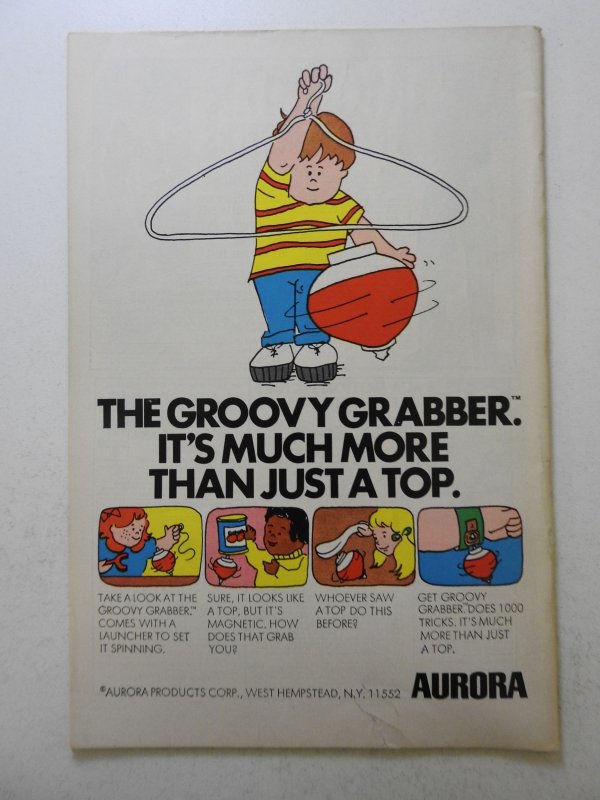 THE GROOVY GRABBER.™
IT'S MUCH MORE
THAN JUST A TOP.
TAKE A LOOK AT THE
GROOVY GRABBER.™
COMES WITH A
LAUNCHER TO SET
IT SPINNING.
SURE, IT LOOKS LIKE
A TOP, BUT IT'S
MAGNETIC. HOW
DOES THAT GRAB
YOU?
WHOEVER SAW
A TOP DO THIS
BEFORE?
GET GROOVY
GRABBER.™ DOES 1000
TRICKS. IT'S MUCH
MORE THAN JUST
A TOP.
®AURORA PRODUCTS CORP., WEST HEMPSTEAD, N.Y. 11552 AURORA